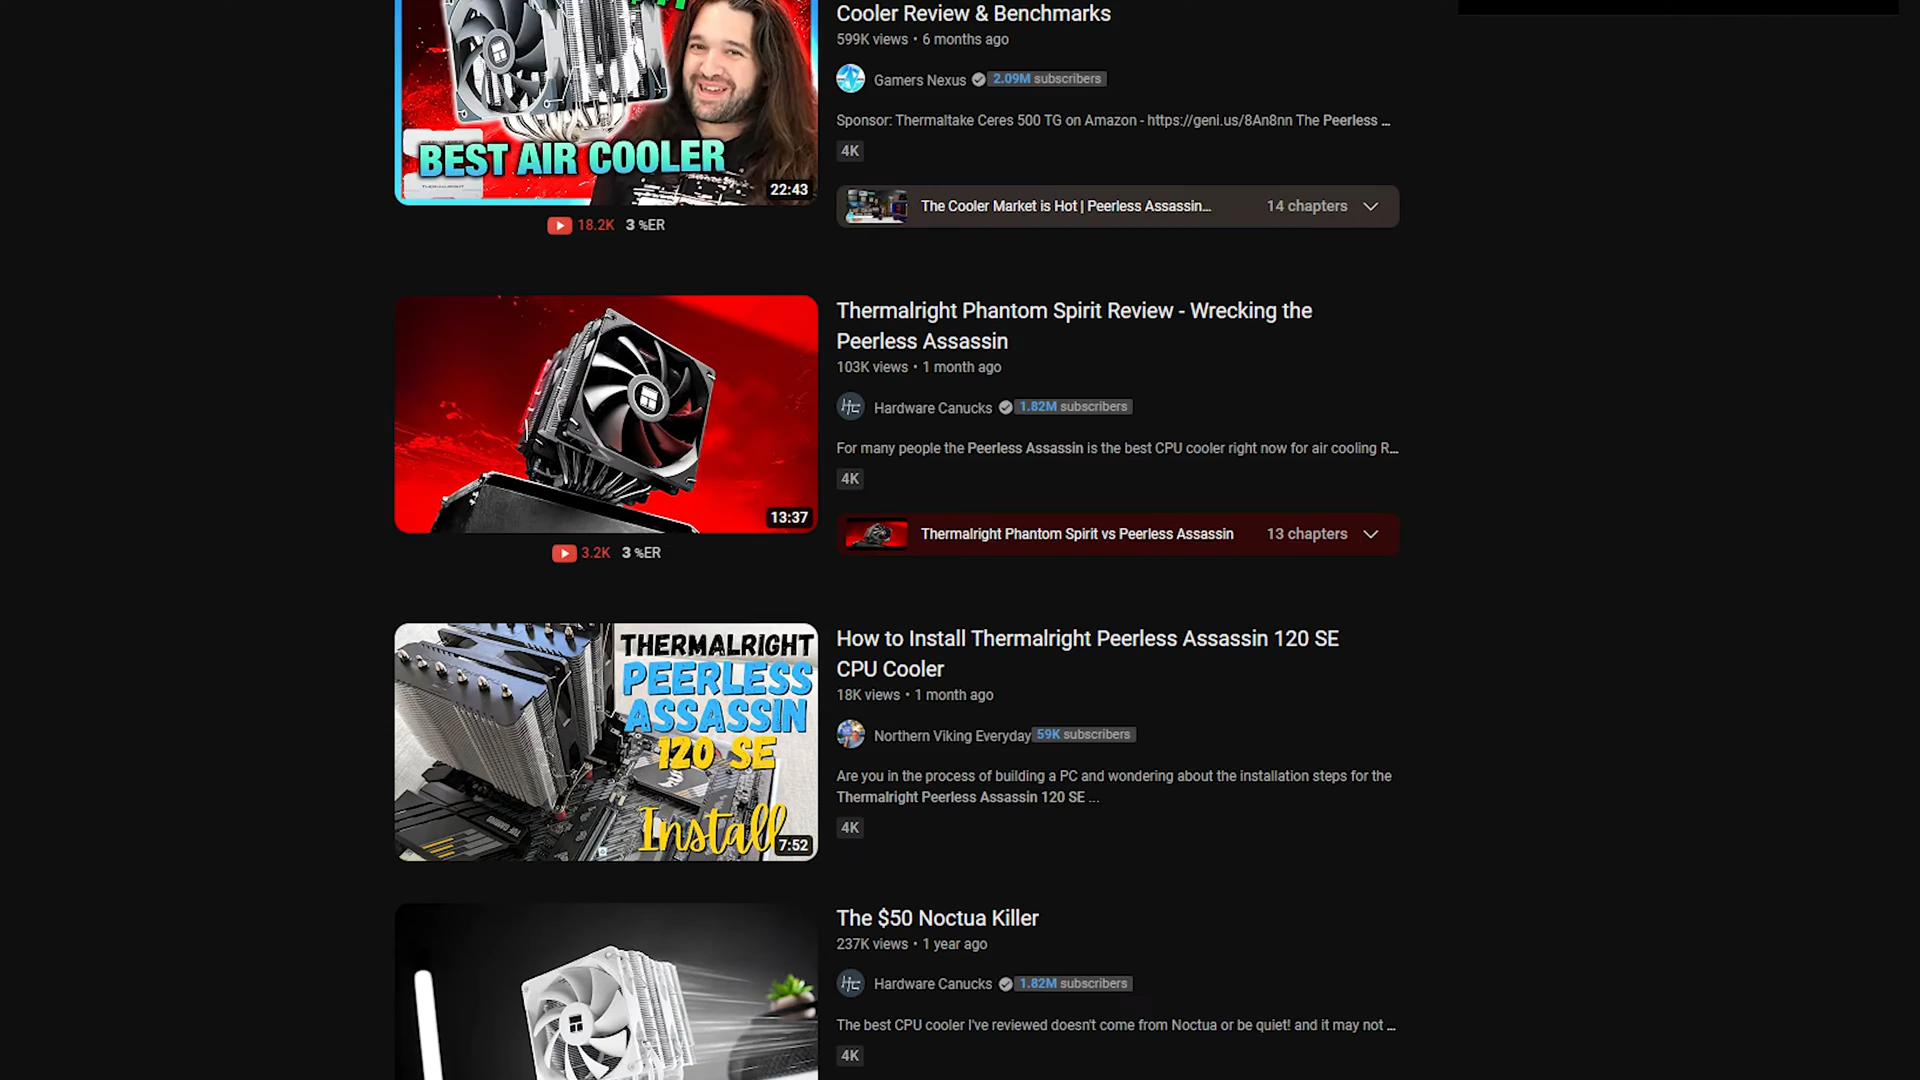 Cooler Review & Benchmarks
599K views • 6 months ago
Gamers Nexus 2.09M subscribers
Sponsor: Thermaltake Ceres 500 TG on Amazon - https://geni.us/8An8nn The Peerless ...
4K
BEST AIR COOLER
THERMALRIGHT
22:43
The Cooler Market is Hot | Peerless Assassin... 14 chapters
18.2K 3 %ER
Thermalright Phantom Spirit Review - Wrecking the
Peerless Assassin
103K views • 1 month ago
Hardware Canucks 1.82M subscribers
For many people the Peerless Assassin is the best CPU cooler right now for air cooling R...
4K
13:37
Thermalright Phantom Spirit vs Peerless Assassin 13 chapters
3.2K 3 %ER
THERMALRIGHT
PEERLESS
ASSASSIN
120 SE
Install
7:52
How to Install Thermalright Peerless Assassin 120 SE
CPU Cooler
18K views • 1 month ago
Northern Viking Everyday 59K subscribers
Are you in the process of building a PC and wondering about the installation steps for the
Thermalright Peerless Assassin 120 SE ...
4K
The $50 Noctua Killer
237K views • 1 year ago
Hardware Canucks 1.82M subscribers
The best CPU cooler I've reviewed doesn't come from Noctua or be quiet! and it may not ...
4K